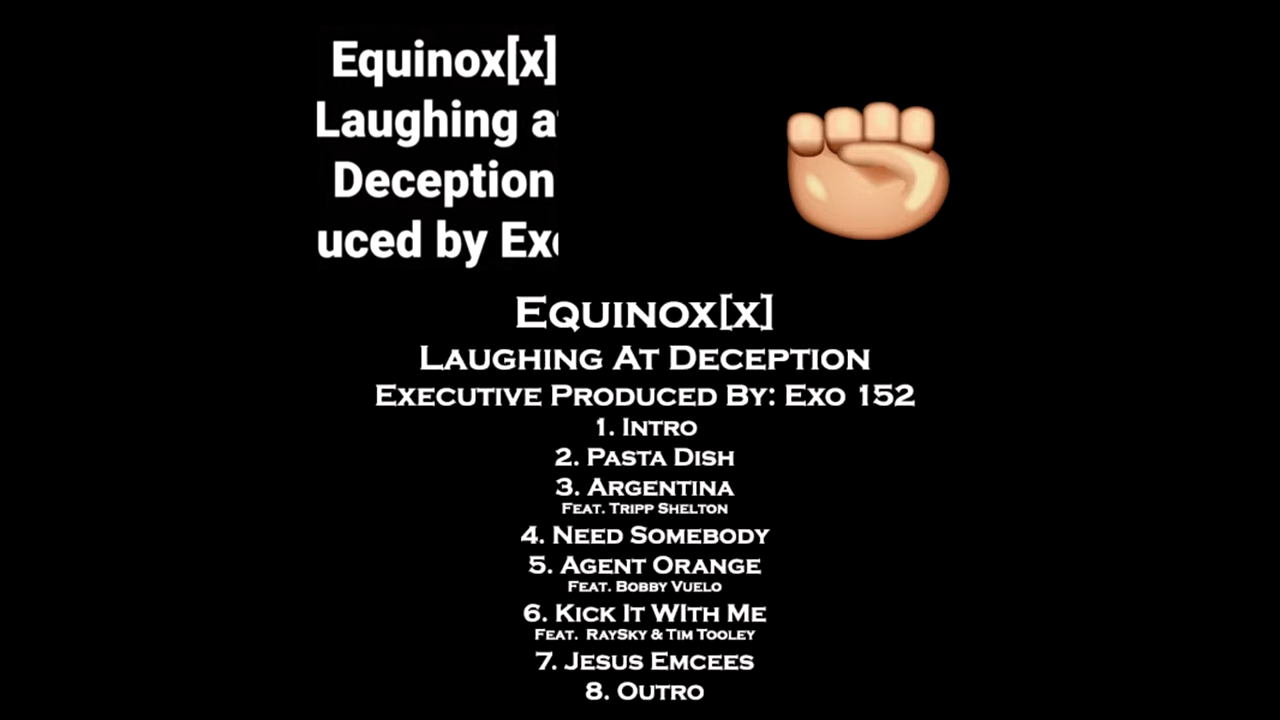 Equinox[x]
Laughing a
Deception
uced by Ex
Equinox[x]
Laughing At Deception
Executive Produced By: Exo 152
1. Intro
2. Pasta Dish
3. Argentina
Feat. Tripp Shelton
4. Need Somebody
5. Agent Orange
Feat. Bobby Vuelo
6. Kick It WIth Me
Feat. RaySky & Tim Tooley
7. Jesus Emcees
8. Outro